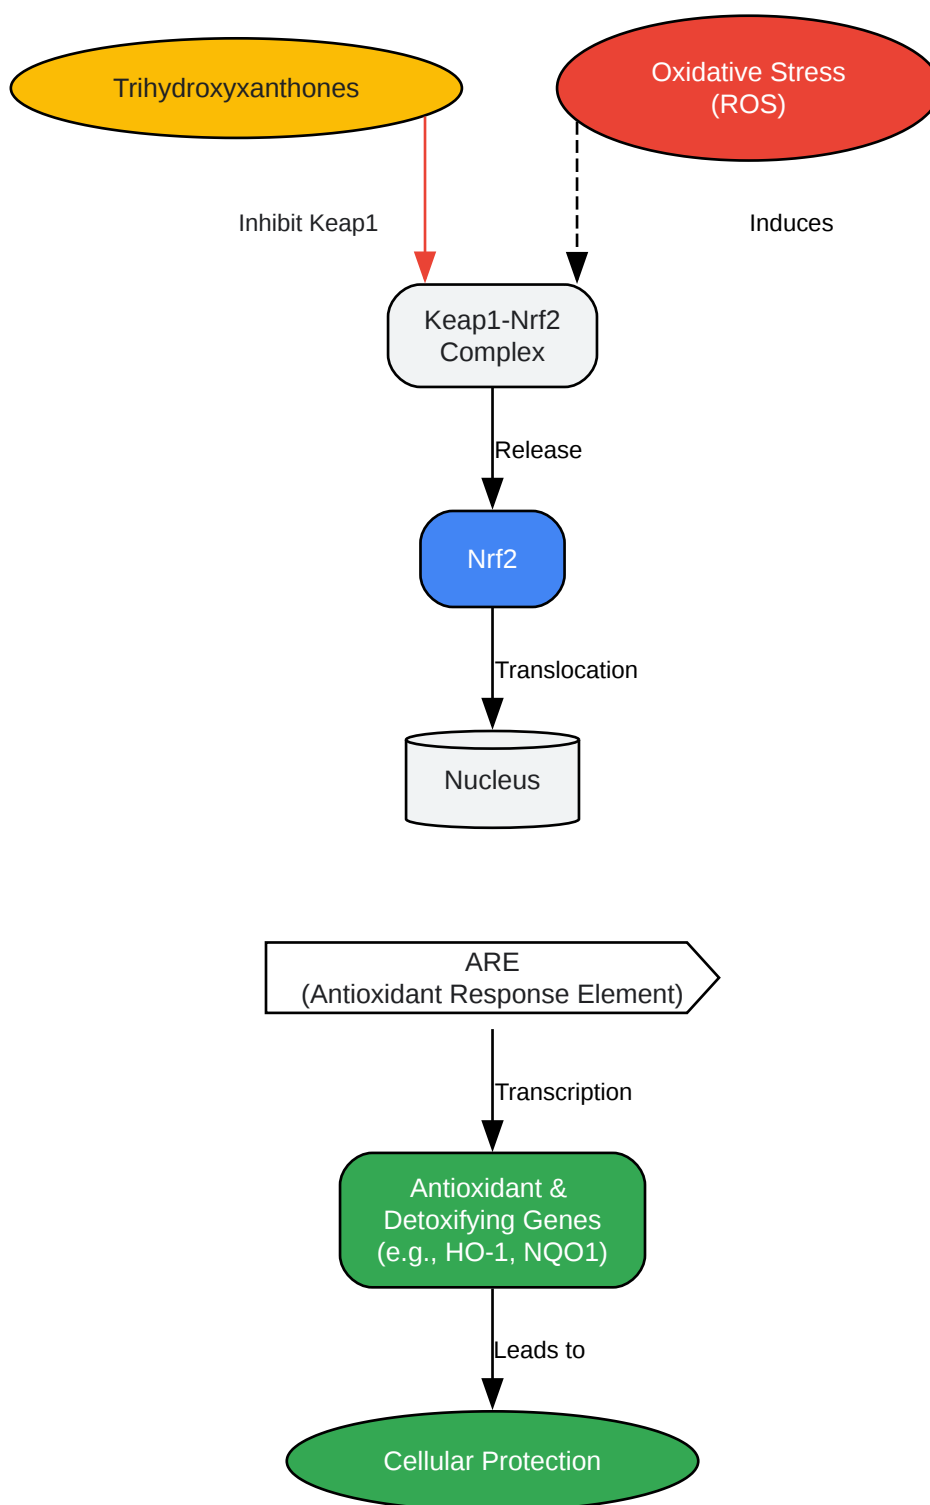 Trihydroxyxanthones
Oxidative Stress
(ROS)
Inhibit Keap1
Induces
Keap1-Nrf2
Complex
Release
Nrf2
Translocation
Nucleus
ARE
(Antioxidant Response Element)
Transcription
Antioxidant &
Detoxifying Genes
(e.g., HO-1, NQO1)
Leads to
Cellular Protection